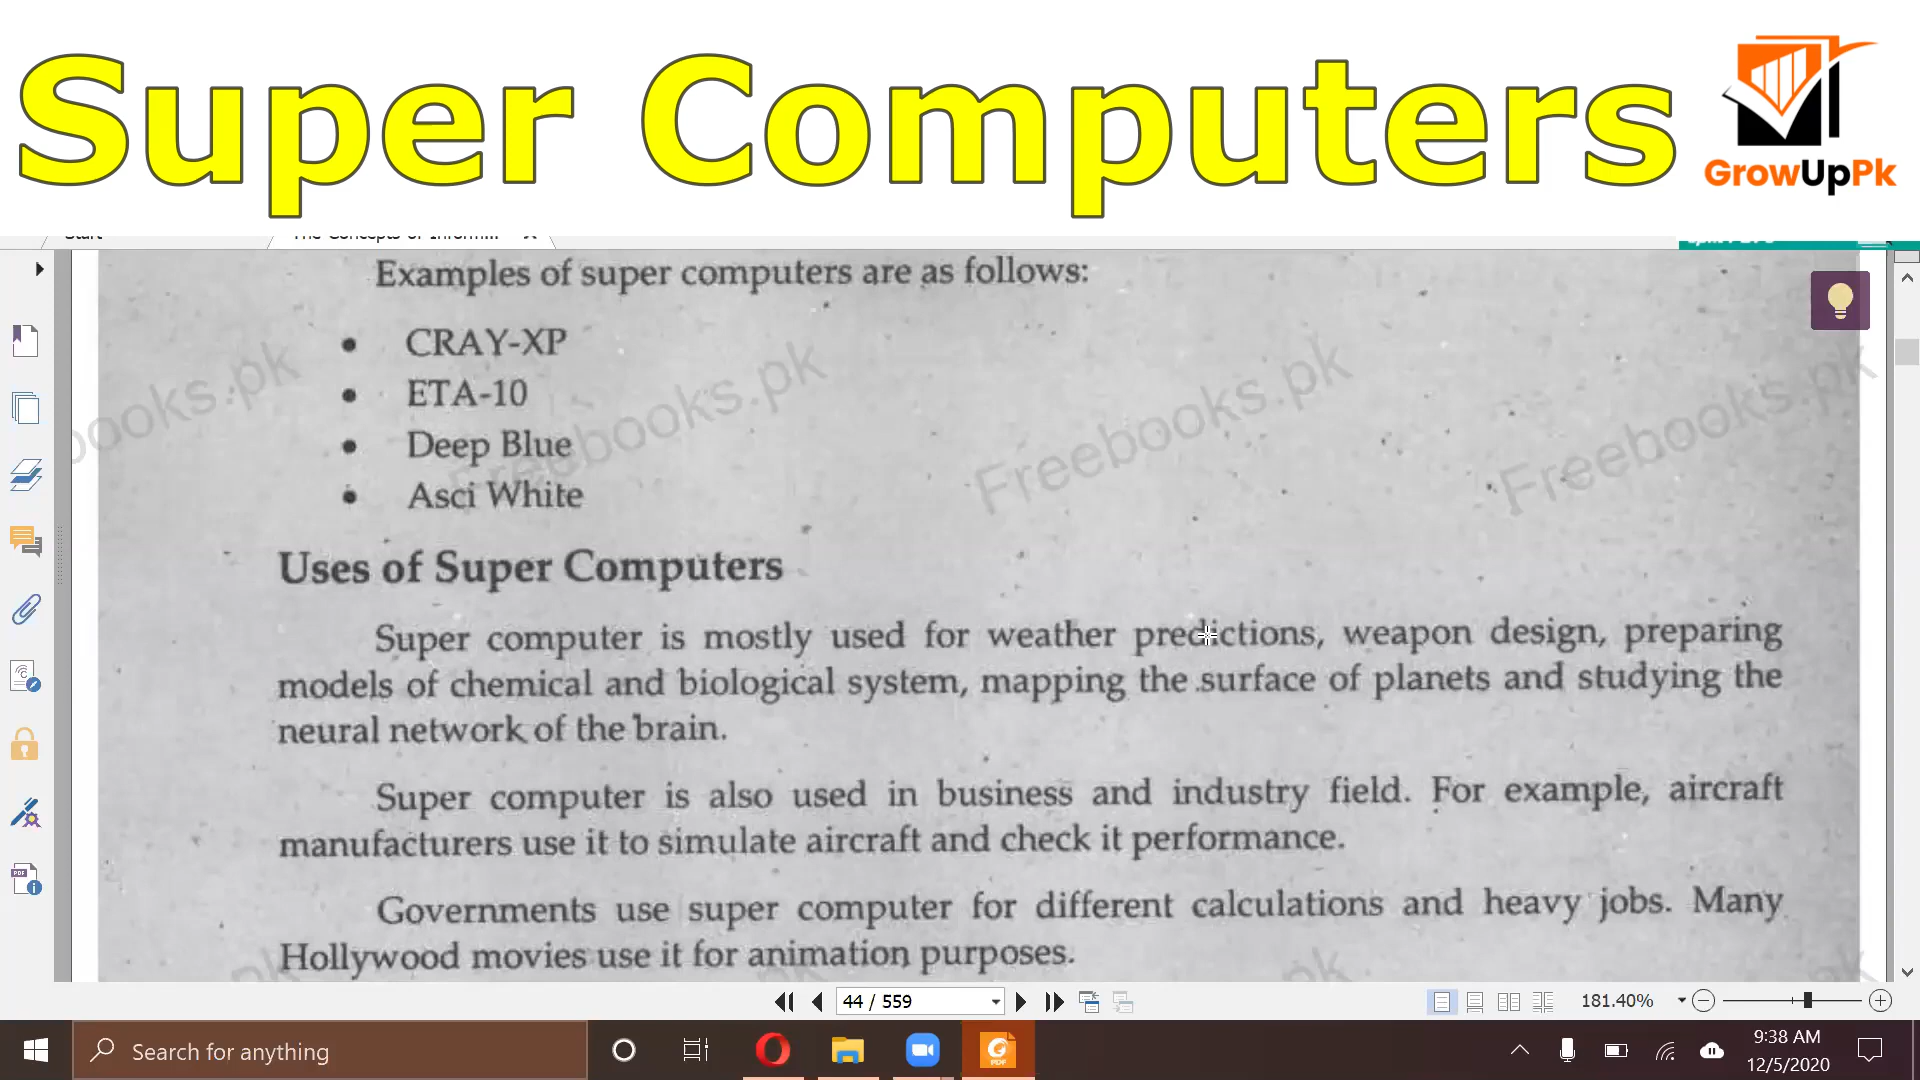 Super Computers
GrowUpPk
Examples of super computers are as follows:
• CRAY-XP
• ETA-10
• Deep Blue
• Asci White
Uses of Super Computers
Super computer is mostly used for weather predictions, weapon design, preparing
models of chemical and biological system, mapping the surface of planets and studying the
neural network of the brain.
Super computer is also used in business and industry field. For example, aircraft
manufacturers use it to simulate aircraft and check it performance.
Governments use super computer for different calculations and heavy jobs. Many
Hollywood movies use it for animation purposes.
Freebooks.pk
Freebooks.pk
44 / 559
181.40%
Search for anything
9:38 AM
12/5/2020